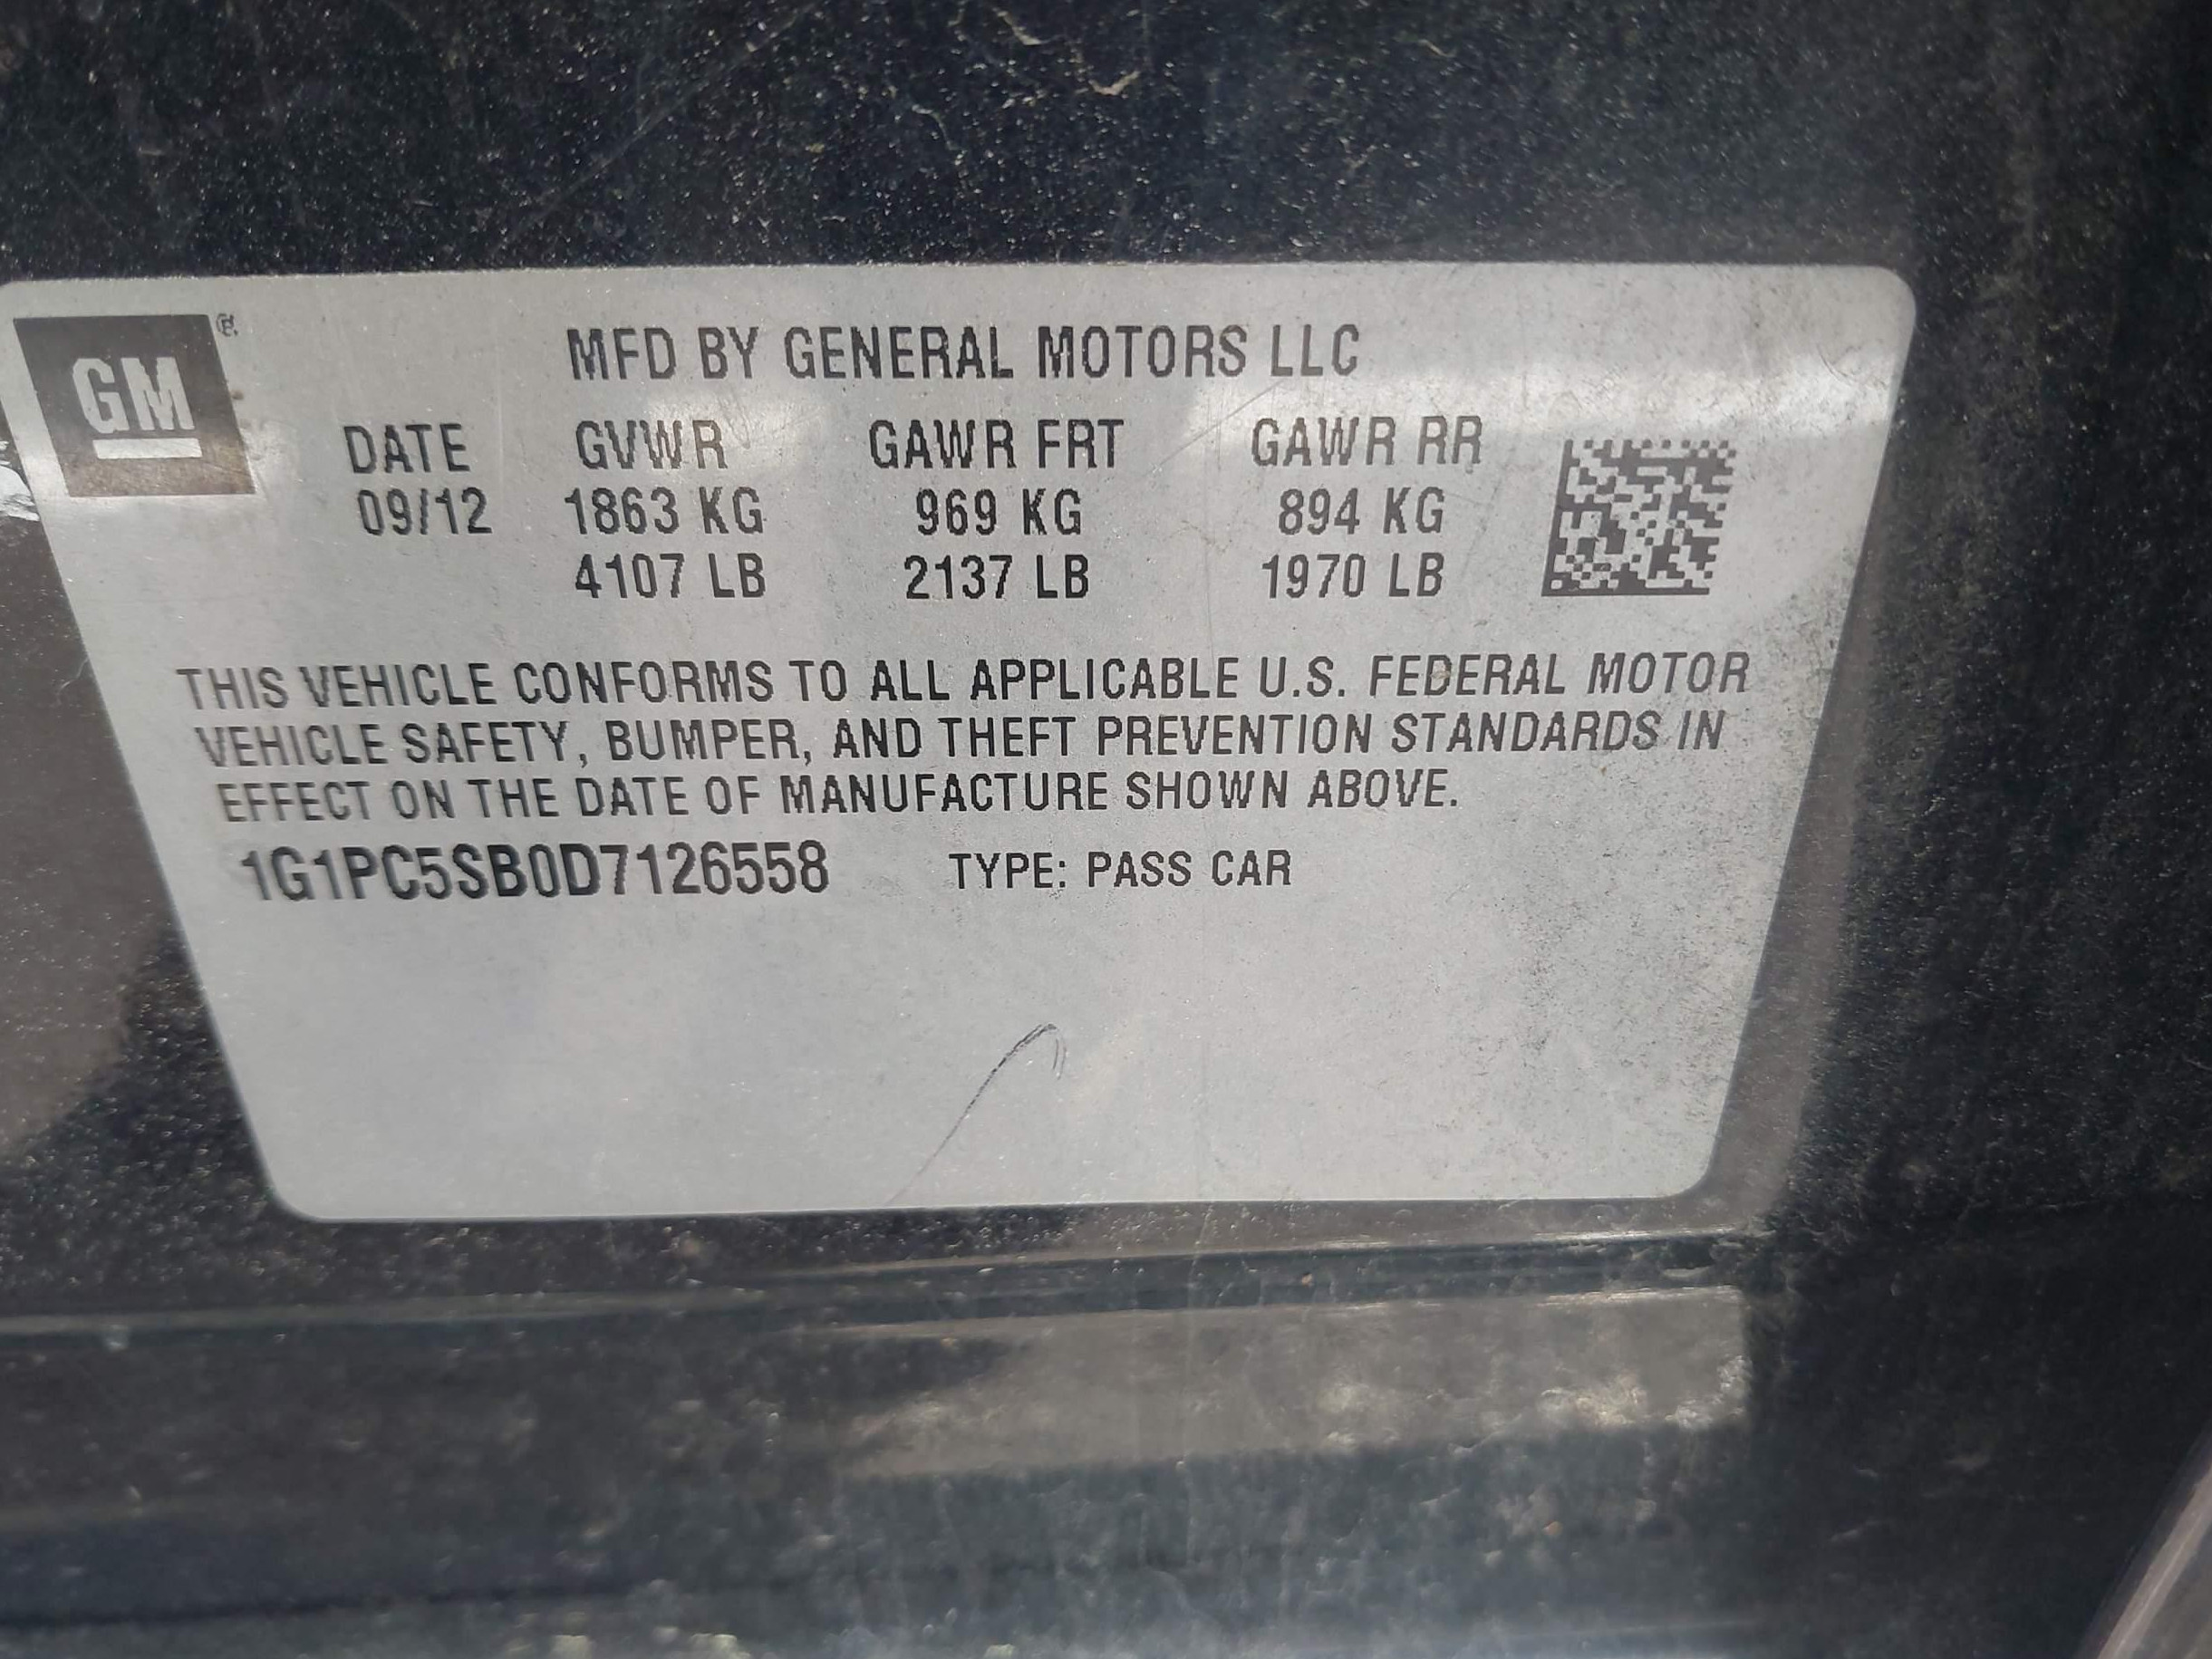 GM ®
MFD BY GENERAL MOTORS LLC
DATE GVWR GAWR FRT GAWR RR
09/12 1863 KG 969 KG 894 KG
4107 LB 2137 LB 1970 LB
THIS VEHICLE CONFORMS TO ALL APPLICABLE U.S. FEDERAL MOTOR
VEHICLE SAFETY, BUMPER, AND THEFT PREVENTION STANDARDS IN
EFFECT ON THE DATE OF MANUFACTURE SHOWN ABOVE.
1G1PC5SB0D7126558 TYPE: PASS CAR